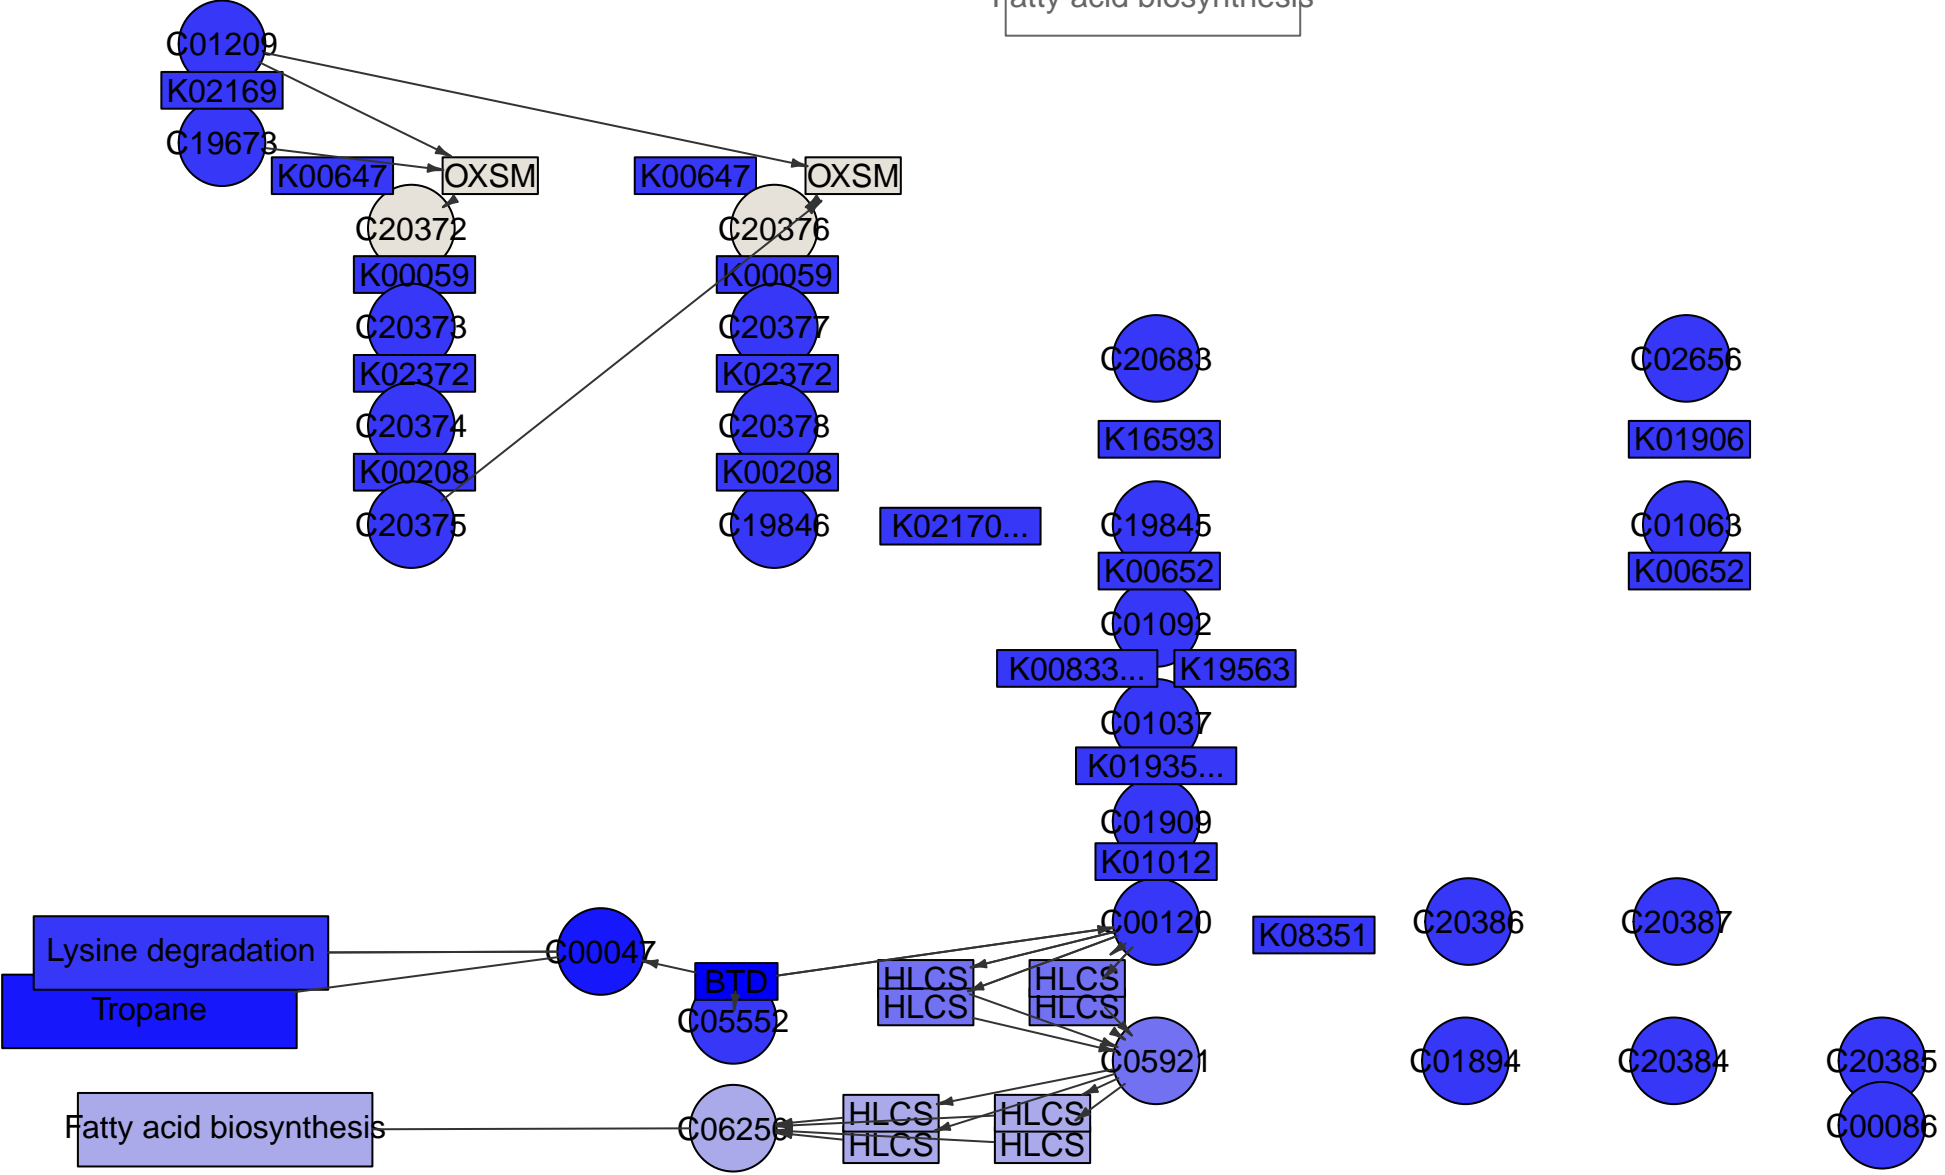 Fatty acid biosynthesis
C01209
K02169
C19673
K00647
OXSM
K00647
OXSM
C20372
C20376
K00059
K00059
C20373
C20377
C20683
C02656
K02372
K02372
C20374
C20378
K16593
K01906
K00208
K00208
C20375
C19846
K02170...
C19845
C01063
K00652
K00652
C01092
K00833...
K19563
C01037
K01935...
C01909
K01012
C00120
K08351
C20386
C20387
Lysine degradation
C00047
BTD
HLCS
HLCS
Tropane
C05552
HLCS
HLCS
C05921
C01894
C20384
C20385
Fatty acid biosynthesis
C06250
HLCS
HLCS
C00086
HLCS
HLCS